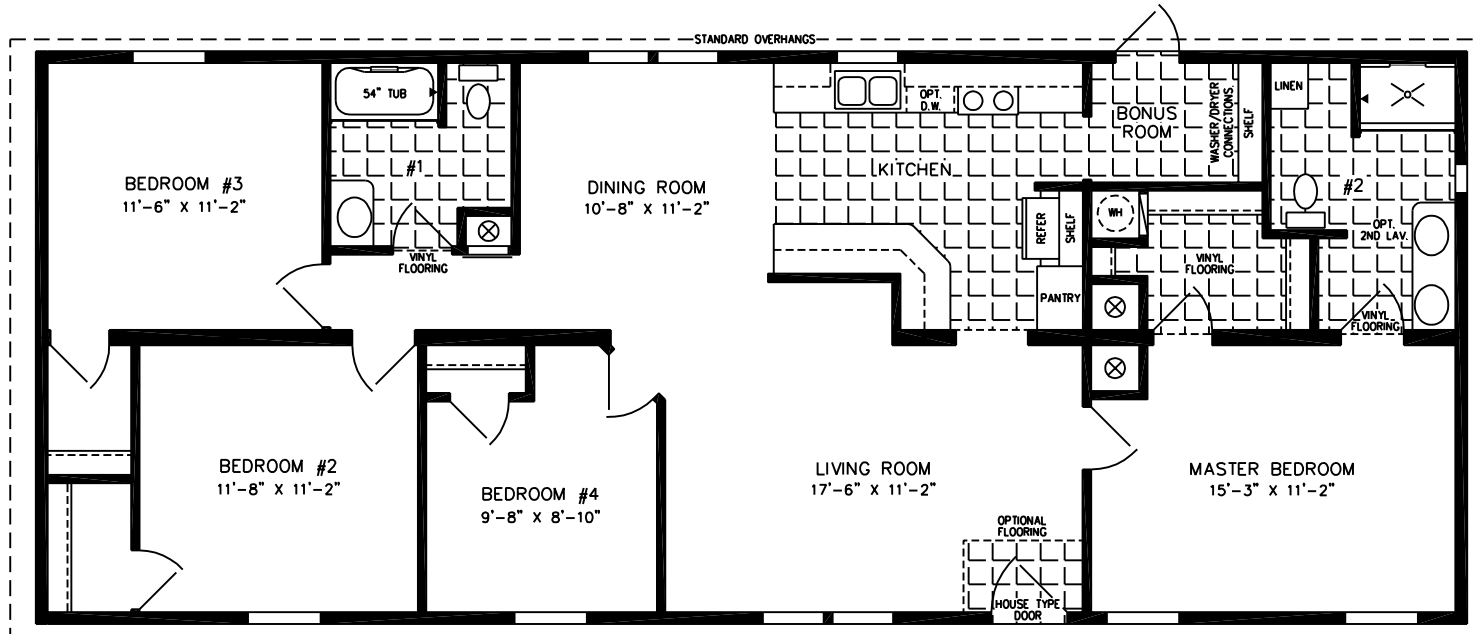 STANDARD OVERHANGS
54" TUB
#1
VINYL
FLOORING
BEDROOM #3
11'-6" X 11'-2"
DINING ROOM
10'-8" X 11'-2"
OPT.
D.W.
KITCHEN
REFER
SHELF
PANTRY
BONUS
ROOM
WASHER/DRYER
CONNECTIONS.
SHELF
LINEN
#2
OPT.
2ND LAV.
WH
VINYL
FLOORING
VINYL
FLOORING
BEDROOM #2
11'-8" X 11'-2"
BEDROOM #4
9'-8" X 8'-10"
LIVING ROOM
17'-6" X 11'-2"
OPTIONAL
FLOORING
HOUSE TYPE
DOOR
MASTER BEDROOM
15'-3" X 11'-2"